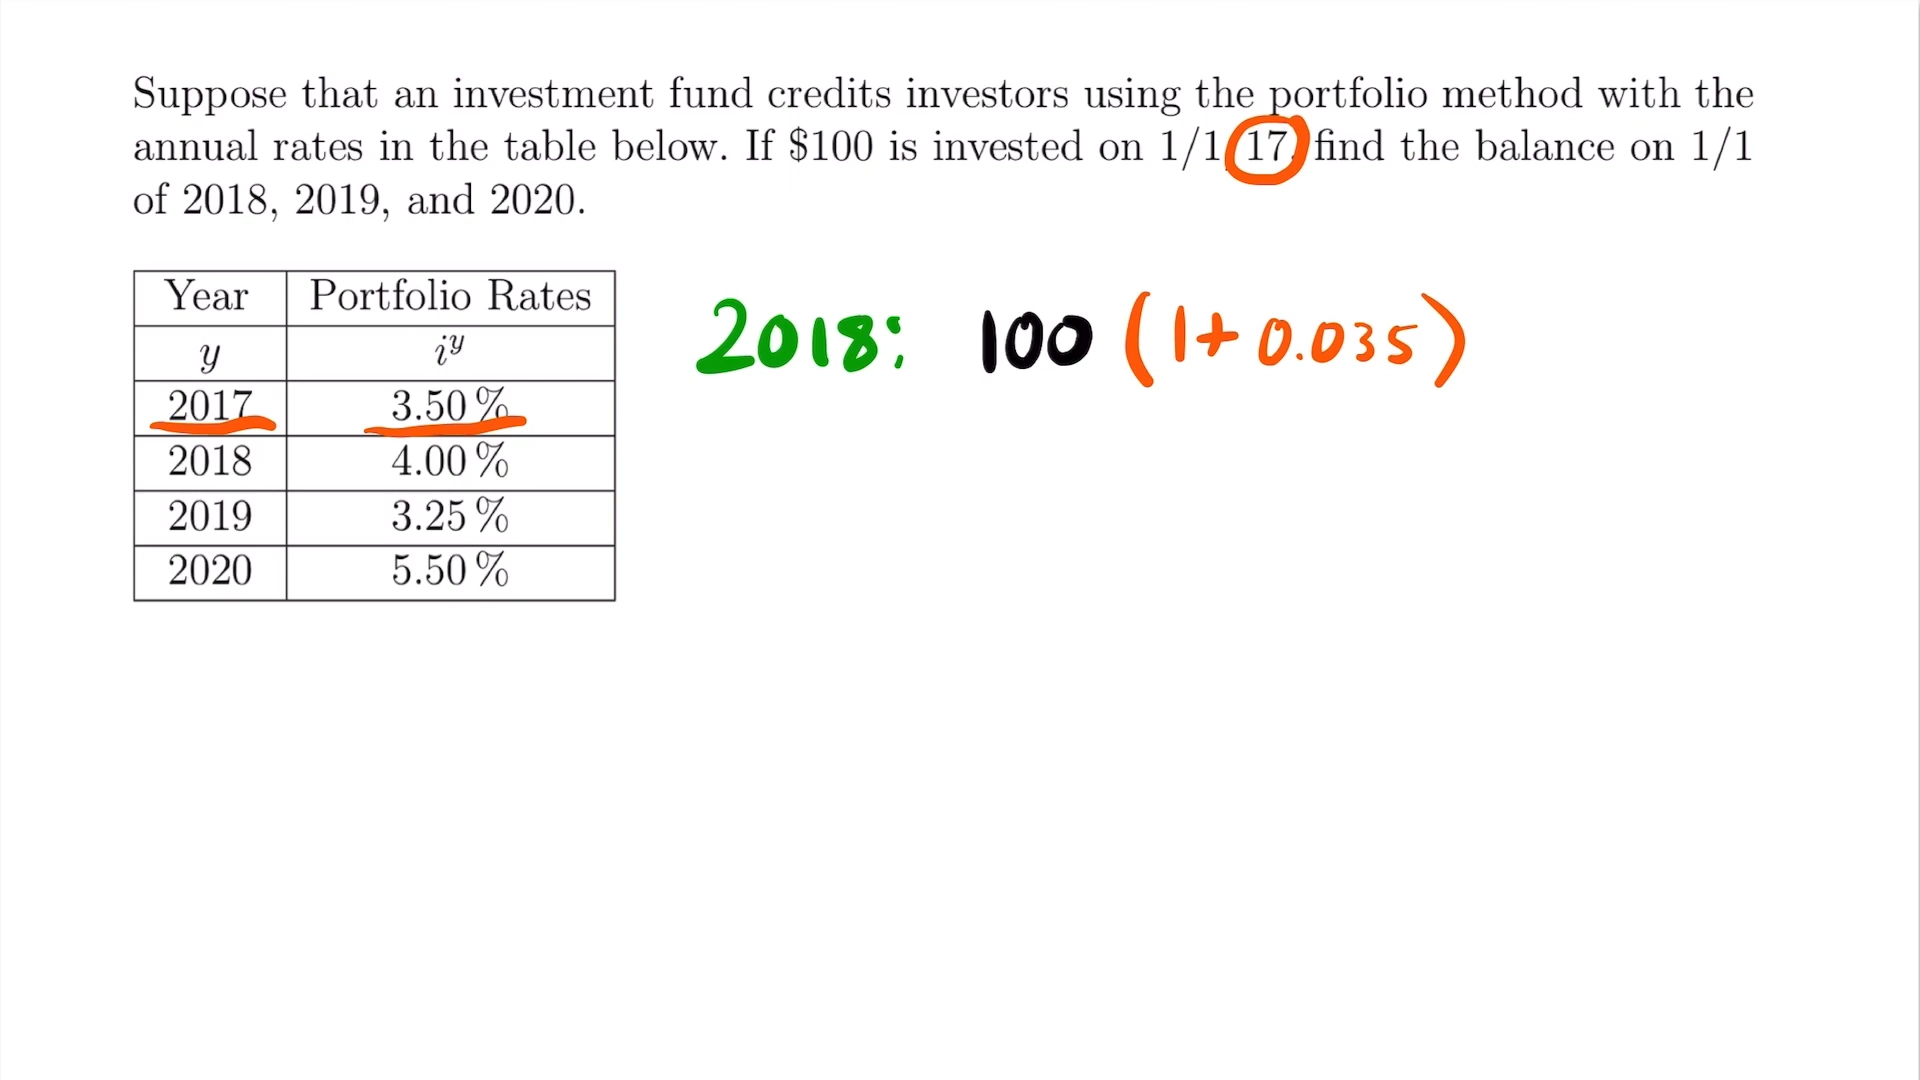 Suppose that an investment fund credits investors using the portfolio method with the
annual rates in the table below. If $100 is invested on 1/1 17, find the balance on 1/1
of 2018, 2019, and 2020.
Year Portfolio Rates
y i^y
2017 3.50 %
2018 4.00 %
2019 3.25 %
2020 5.50 %
2018: 100 (1+0.035)